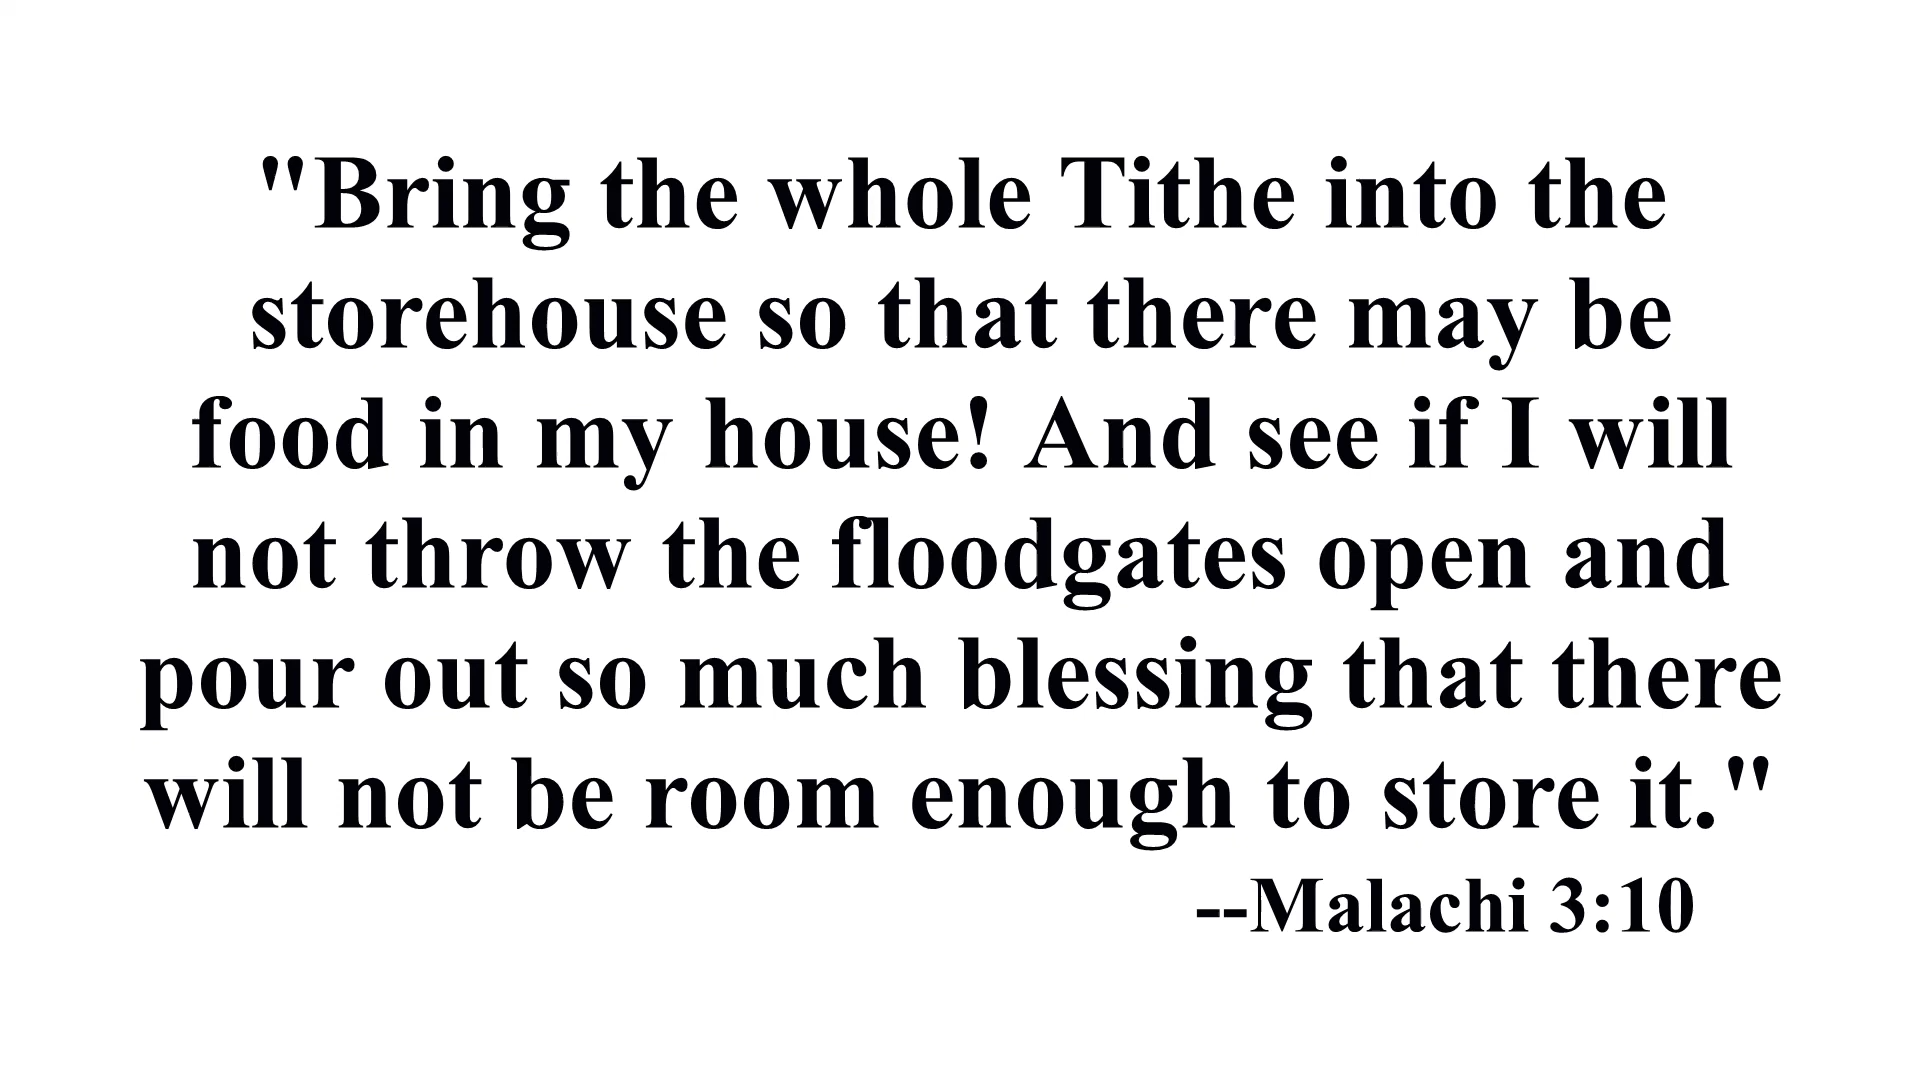 "Bring the whole Tithe into the
storehouse so that there may be
food in my house! And see if I will
not throw the floodgates open and
pour out so much blessing that there
will not be room enough to store it."
--Malachi 3:10